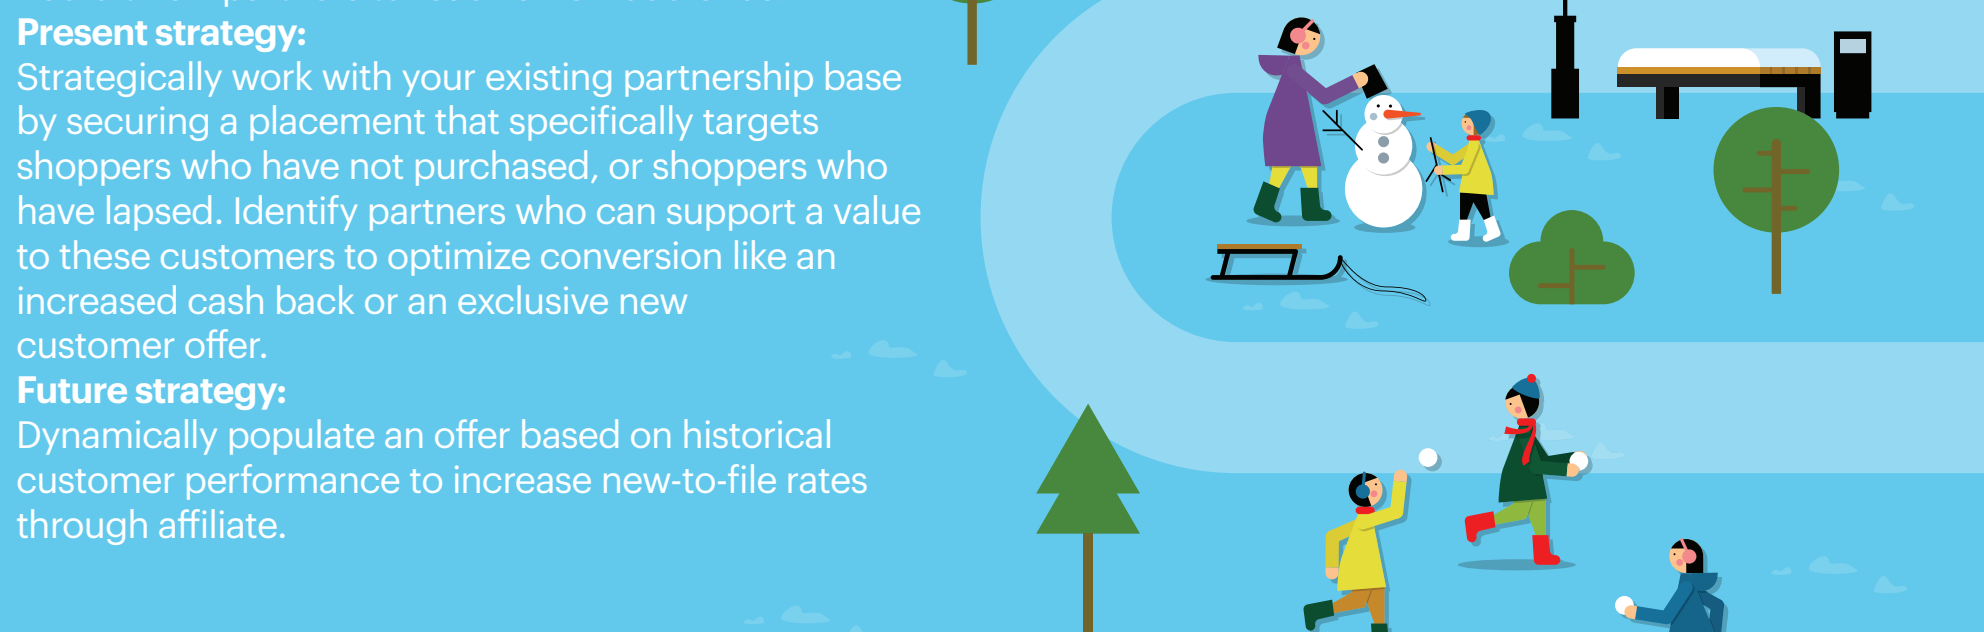 Present strategy:
Strategically work with your existing partnership base
by securing a placement that specifically targets
shoppers who have not purchased, or shoppers who
have lapsed. Identify partners who can support a value
to these customers to optimize conversion like an
increased cash back or an exclusive new
customer offer.
Future strategy:
Dynamically populate an offer based on historical
customer performance to increase new-to-file rates
through affiliate.